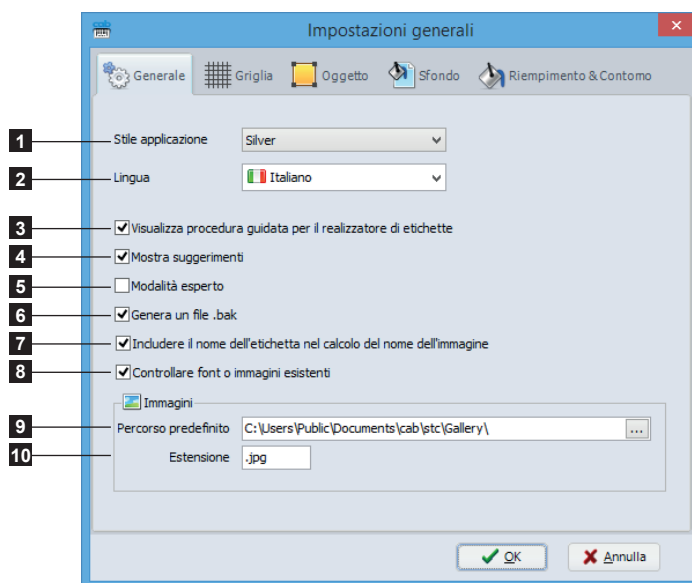 cab
Impostazioni generali
Generale Griglia Oggetto Sfondo Riempimento & Contorno
1 Stile applicazione Silver
2 Lingua Italiano
3 Visualizza procedura guidata per il realizzatore di etichette
4 Mostra suggerimenti
5 Modalità esperto
6 Genera un file .bak
7 Includere il nome dell'etichetta nel calcolo del nome dell'immagine
8 Controllare font o immagini esistenti
Immagini
9 Percorso predefinito C:\Users\Public\Documents\cab\stc\Gallery\ ...
10 Estensione .jpg
OK Annulla